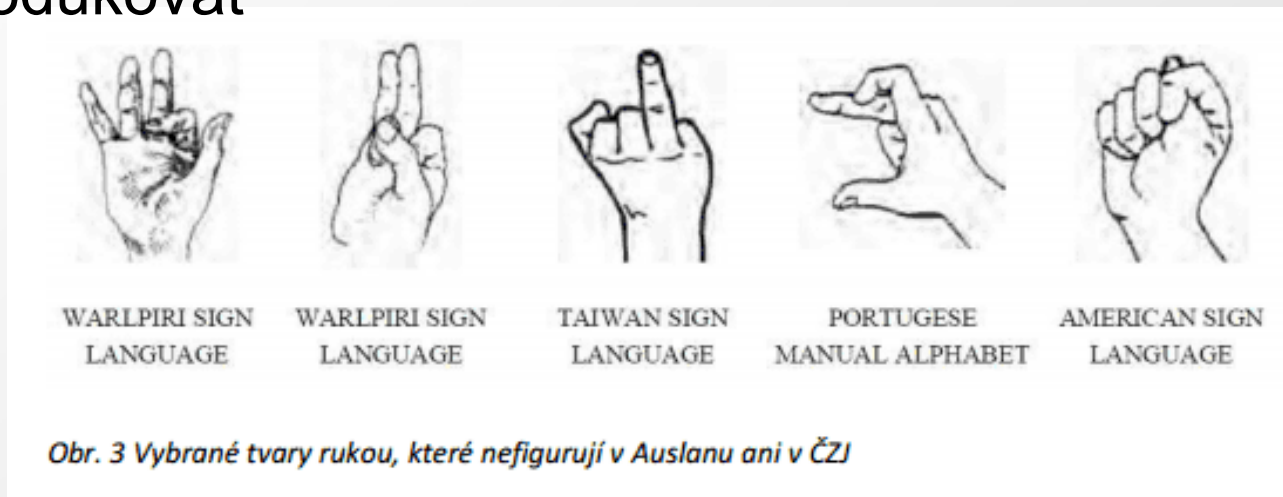 WARLPIRI SIGN LANGUAGE
WARLPIRI SIGN LANGUAGE
TAIWAN SIGN LANGUAGE
PORTUGESE MANUAL ALPHABET
AMERICAN SIGN LANGUAGE
Obr. 3 Vybrané tvary rukou, které nefigurují v Auslanu ani v ČZJ